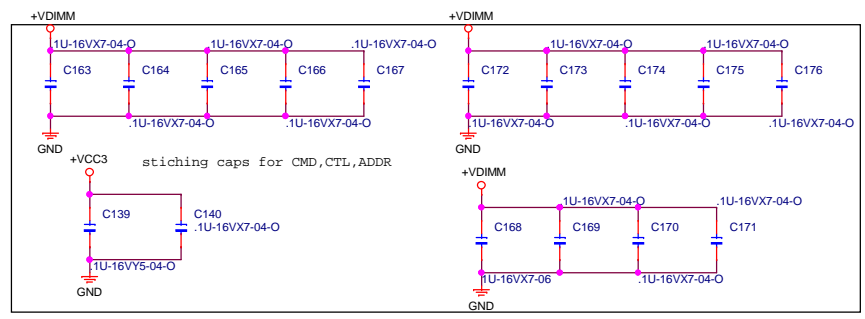 +VDIMM
.1U-16VX7-04-O
.1U-16VX7-04-O
.1U-16VX7-04-O
C163
C164
C165
C166
C167
.1U-16VX7-04-O
.1U-16VX7-04-O
GND
+VDIMM
.1U-16VX7-04-O
.1U-16VX7-04-O
.1U-16VX7-04-O
C172
C173
C174
C175
C176
.1U-16VX7-04-O
.1U-16VX7-04-O
GND
stiching caps for CMD,CTL,ADDR
+VCC3
C139
C140
.1U-16VX7-04-O
.1U-16VY5-04-O
GND
+VDIMM
.1U-16VX7-04-O
.1U-16VX7-04-O
C168
C169
C170
C171
1U-16VX7-06
.1U-16VX7-04-O
GND